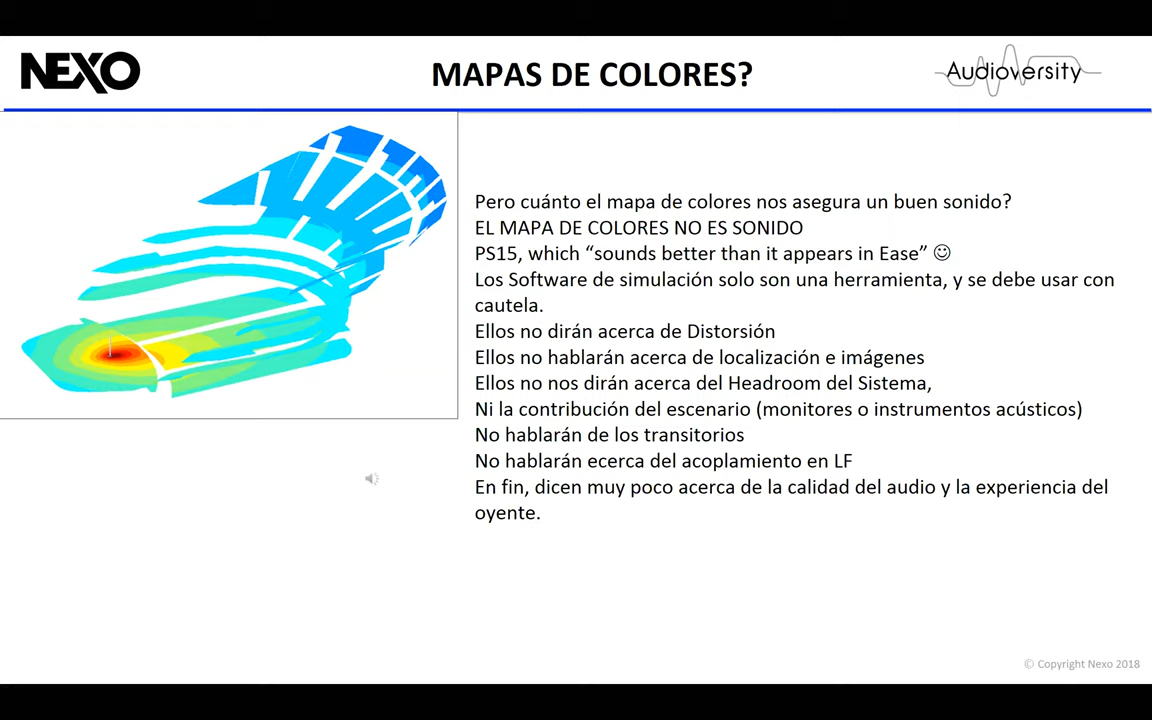 NEXO
MAPAS DE COLORES?
Audioversity
Pero cuánto el mapa de colores nos asegura un buen sonido?
EL MAPA DE COLORES NO ES SONIDO
PS15, which “sounds better than it appears in Ease” ☺
Los Software de simulación solo son una herramienta, y se debe usar con
cautela.
Ellos no dirán acerca de Distorsión
Ellos no hablarán acerca de localización e imágenes
Ellos no nos dirán acerca del Headroom del Sistema,
Ni la contribución del escenario (monitores o instrumentos acústicos)
No hablarán de los transitorios
No hablarán ecerca del acoplamiento en LF
En fin, dicen muy poco acerca de la calidad del audio y la experiencia del
oyente.
© Copyright Nexo 2018